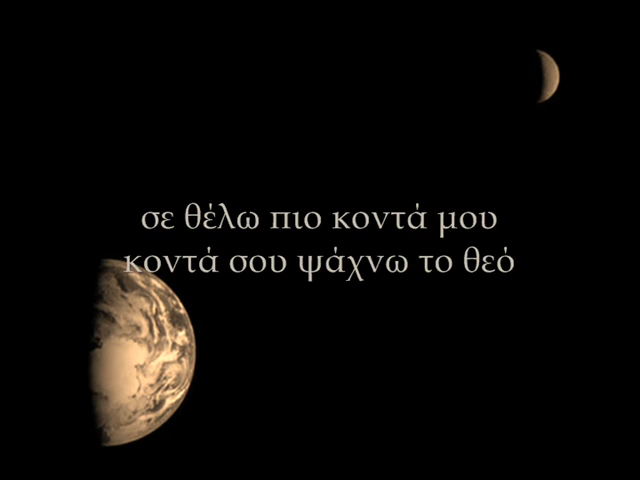 σε θέλω πιο κοντά μου
κοντά σου ψάχνω το θεό